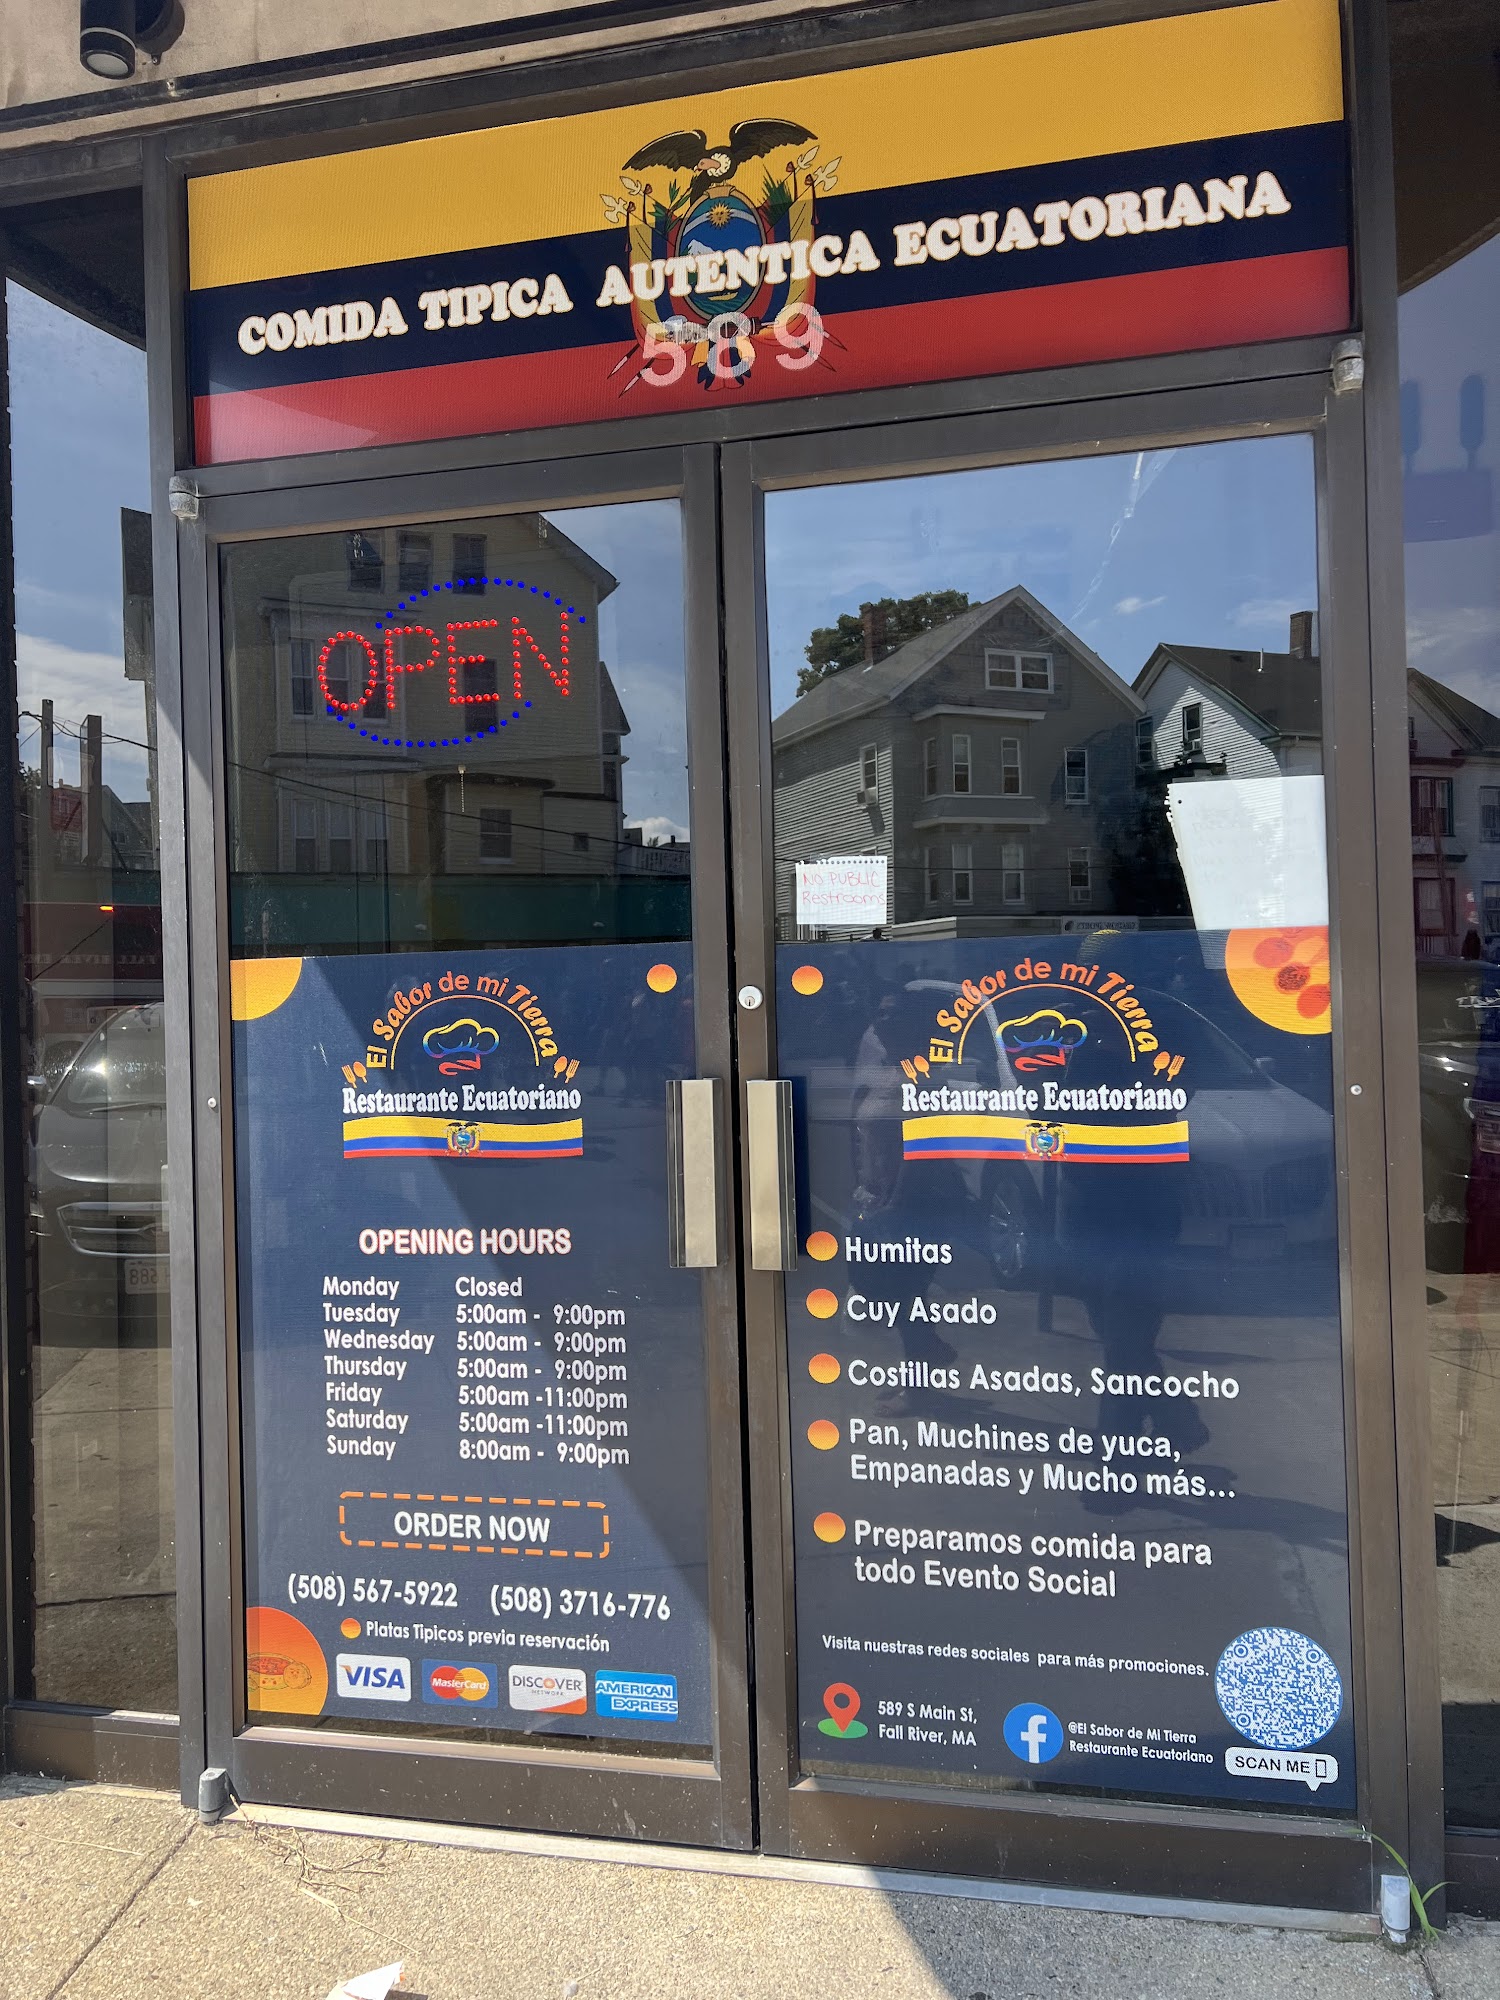 COMIDA TIPICA AUTENTICA ECUATORIANA
589
OPEN
NO PUBLIC
Restrooms
El Sabor de mi Tierra
Restaurante Ecuatoriano
OPENING HOURS
Monday Closed
Tuesday 5:00am - 9:00pm
Wednesday 5:00am - 9:00pm
Thursday 5:00am - 9:00pm
Friday 5:00am -11:00pm
Saturday 5:00am -11:00pm
Sunday 8:00am - 9:00pm
ORDER NOW
(508) 567-5922 (508) 3716-776
Platas Tipicos previa reservación
VISA MasterCard DISCOVER NETWORK AMERICAN EXPRESS
El Sabor de mi Tierra
Restaurante Ecuatoriano
Humitas
Cuy Asado
Costillas Asadas, Sancocho
Pan, Muchines de yuca,
Empanadas y Mucho más...
Preparamos comida para
todo Evento Social
Visita nuestras redes sociales para más promociones.
589 S Main St,
Fall River, MA
@El Sabor de Mi Tierra
Restaurante Ecuatoriano
SCAN ME